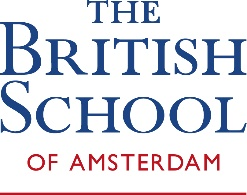 THE
BRITISH
SCHOOL
OF AMSTERDAM